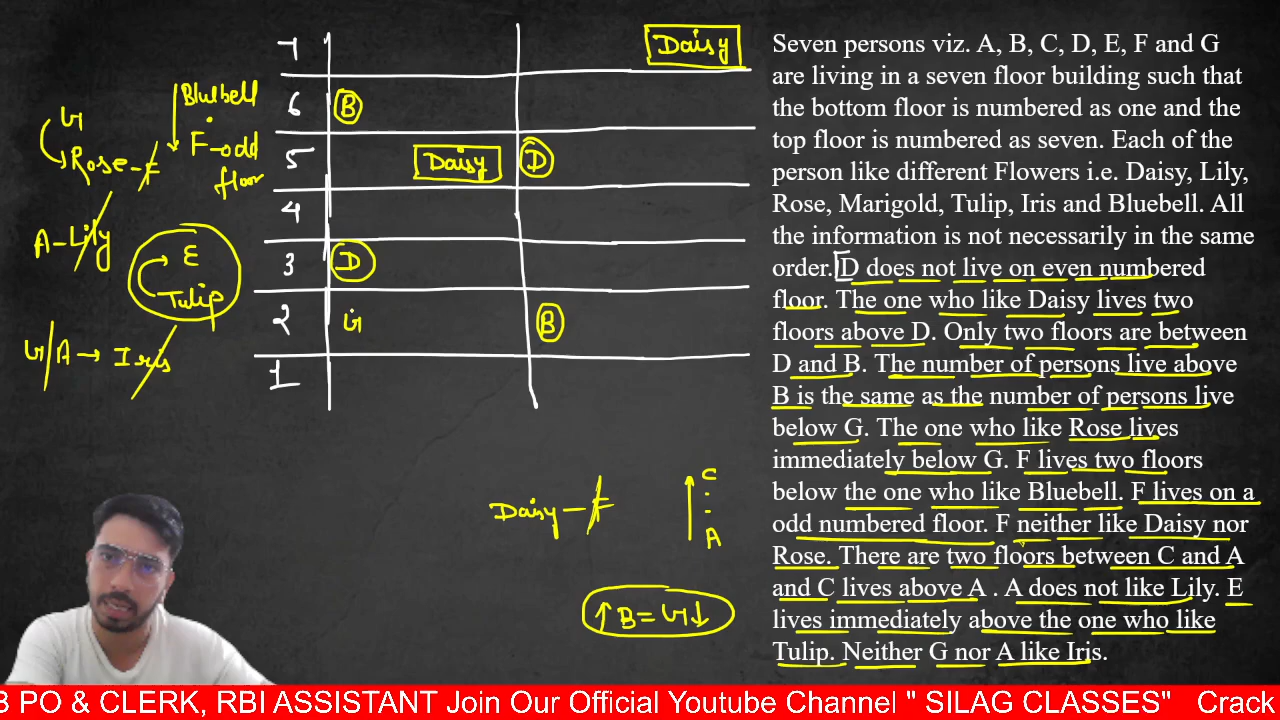 7
Daisy
6
B
5
Daisy
D
4
3
D
2
G
B
1
Bluebell
F-odd
floor
G
Rose-F
A-Lily
E
Tulip
G/A → Iris
Daisy-F
C
A
↑B = G↓
Seven persons viz. A, B, C, D, E, F and G
are living in a seven floor building such that
the bottom floor is numbered as one and the
top floor is numbered as seven. Each of the
person like different Flowers i.e. Daisy, Lily,
Rose, Marigold, Tulip, Iris and Bluebell. All
the information is not necessarily in the same
order. D does not live on even numbered
floor. The one who like Daisy lives two
floors above D. Only two floors are between
D and B. The number of persons live above
B is the same as the number of persons live
below G. The one who like Rose lives
immediately below G. F lives two floors
below the one who like Bluebell. F lives on a
odd numbered floor. F neither like Daisy nor
Rose. There are two floors between C and A
and C lives above A . A does not like Lily. E
lives immediately above the one who like
Tulip. Neither G nor A like Iris.
B PO & CLERK, RBI ASSISTANT Join Our Official Youtube Channel " SILAG CLASSES" Crack